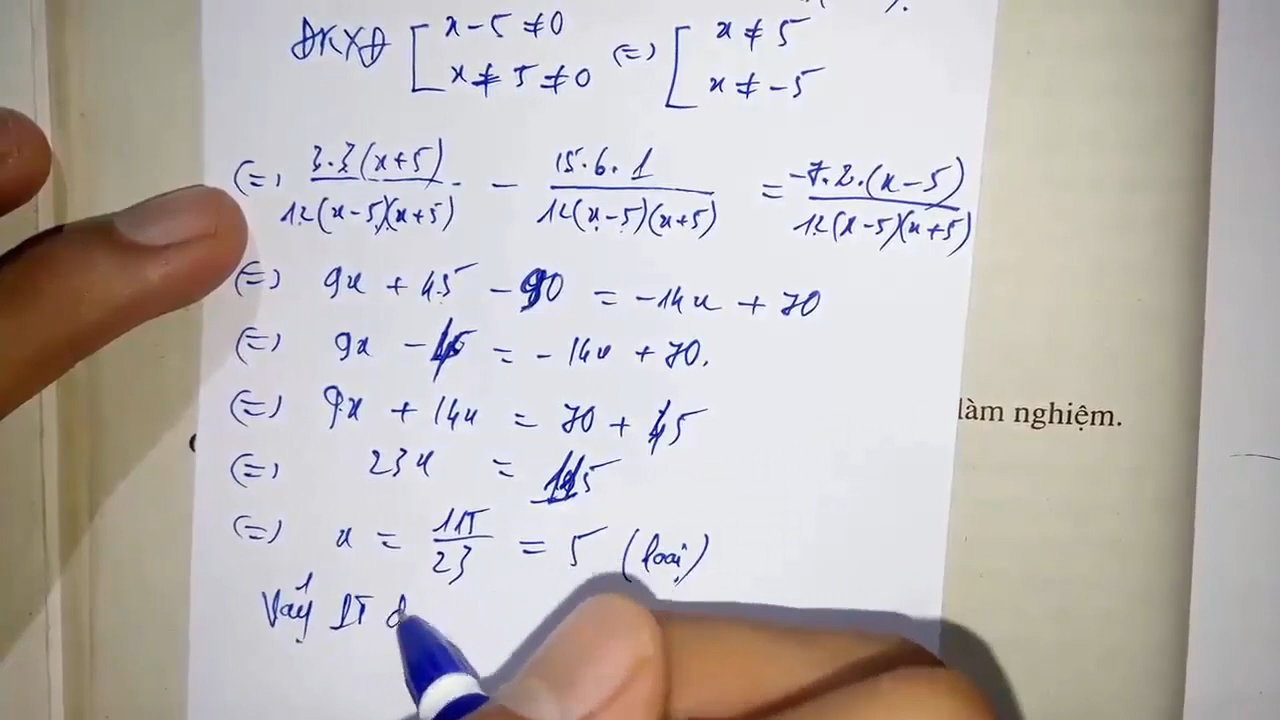 ĐKXĐ [ x - 5 ≠ 0 (=) [ x ≠ 5
x ≠ 5 ≠ 0 x ≠ -5
(=) 3.3(x+5) / 12(x-5)(x+5) - 15.6.1 / 12(x-5)(x+5) = -7.2.(x-5) / 12(x-5)(x+5)
(=) 9x + 45 - 90 = -14x + 70
(=) 9x - 45 = -14x + 70.
(=) 9x + 14x = 70 + 45
(=) 23x = 115
(=) x = 115/23 = 5 (loại)
Vậy PT
làm nghiệm.